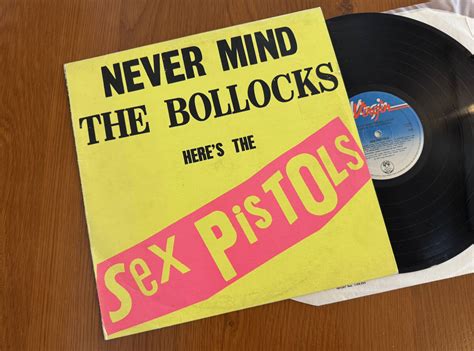 NEVER MIND
THE BOLLOCKS
HERE'S THE
Sex PisTOLs
Virgin